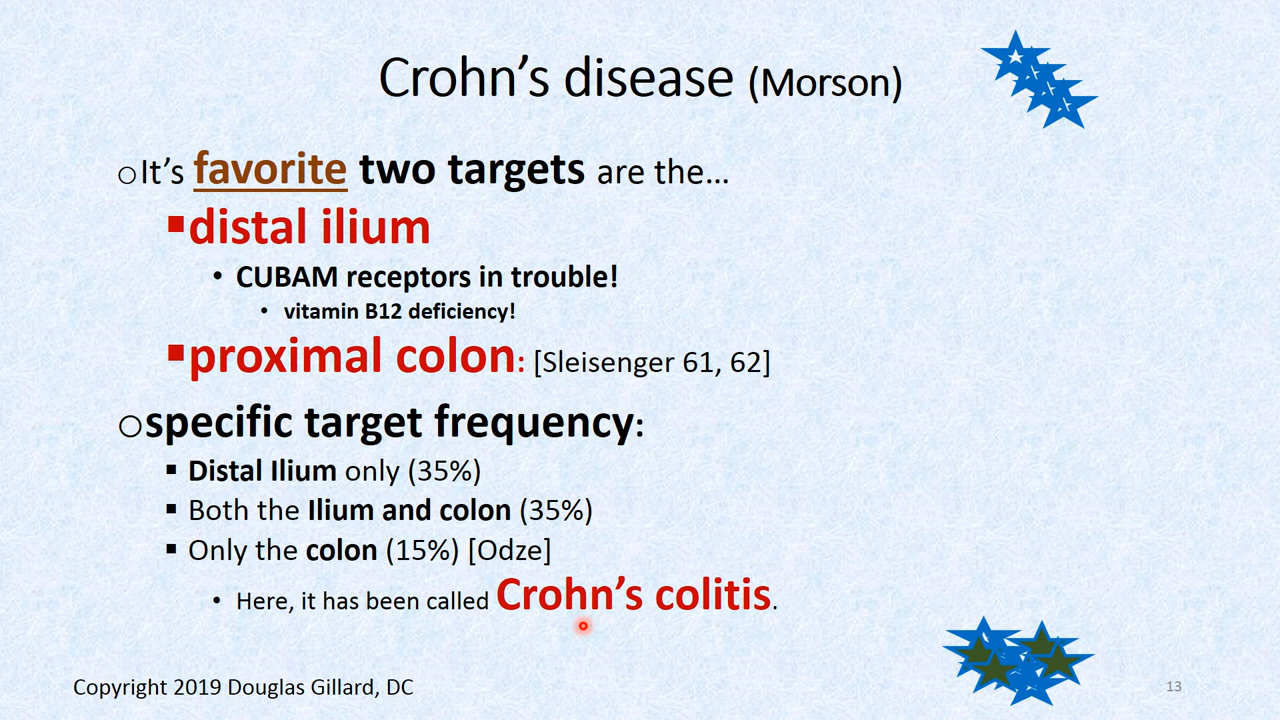 Crohn’s disease (Morson)
It’s favorite two targets are the…
distal ilium
CUBAM receptors in trouble!
vitamin B12 deficiency!
proximal colon: [Sleisenger 61, 62]
specific target frequency:
Distal Ilium only (35%)
Both the Ilium and colon (35%)
Only the colon (15%) [Odze]
Here, it has been called Crohn’s colitis.
Copyright 2019 Douglas Gillard, DC
13